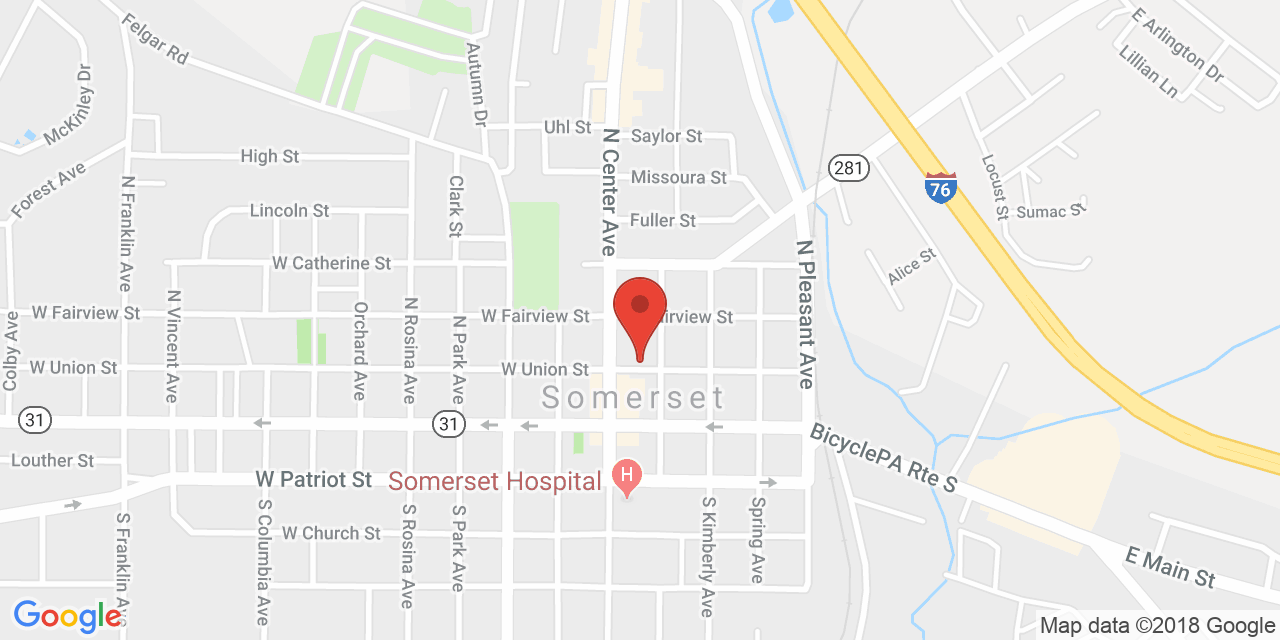 Felgar Rd
McKinley Dr
Forest Ave
Autumn Dr
Uhl St
Saylor St
Missoura St
Fuller St
N Center Ave
High St
Lincoln St
Clark St
W Catherine St
W Fairview St
W Fairview St
irview St
N Franklin Ave
N Vincent Ave
Orchard Ave
N Rosina Ave
N Park Ave
Colby Ave
W Union St
W Union St
Somerset
31
31
Louther St
W Patriot St
Somerset Hospital
H
W Church St
S Franklin Ave
S Columbia Ave
S Rosina Ave
S Park Ave
S Kimberly Ave
Spring Ave
N Pleasant Ave
281
76
E Arlington Dr
Lillian Ln
Locust St
Sumac St
Alice St
BicyclePA Rte S
E Main St
Google
Map data ©2018 Google